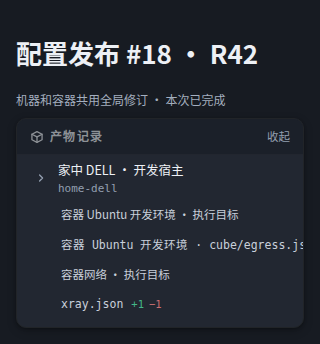 配置发布 #18 · R42
机器和容器共用全局修订 · 本次已完成
产物记录 收起
家中 DELL · 开发宿主
home-dell
容器 Ubuntu 开发环境 · 执行目标
容器 Ubuntu 开发环境 · cube/egress.js
容器网络 · 执行目标
xray.json +1 −1